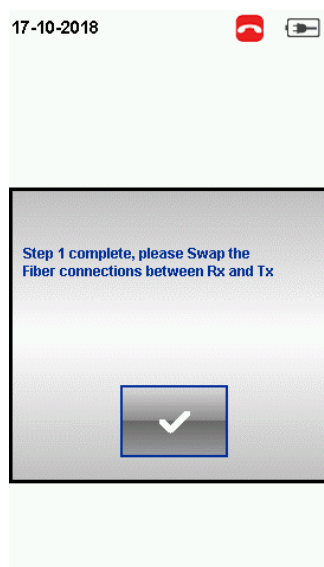 17-10-2018
Step 1 complete, please Swap the
Fiber connections between Rx and Tx